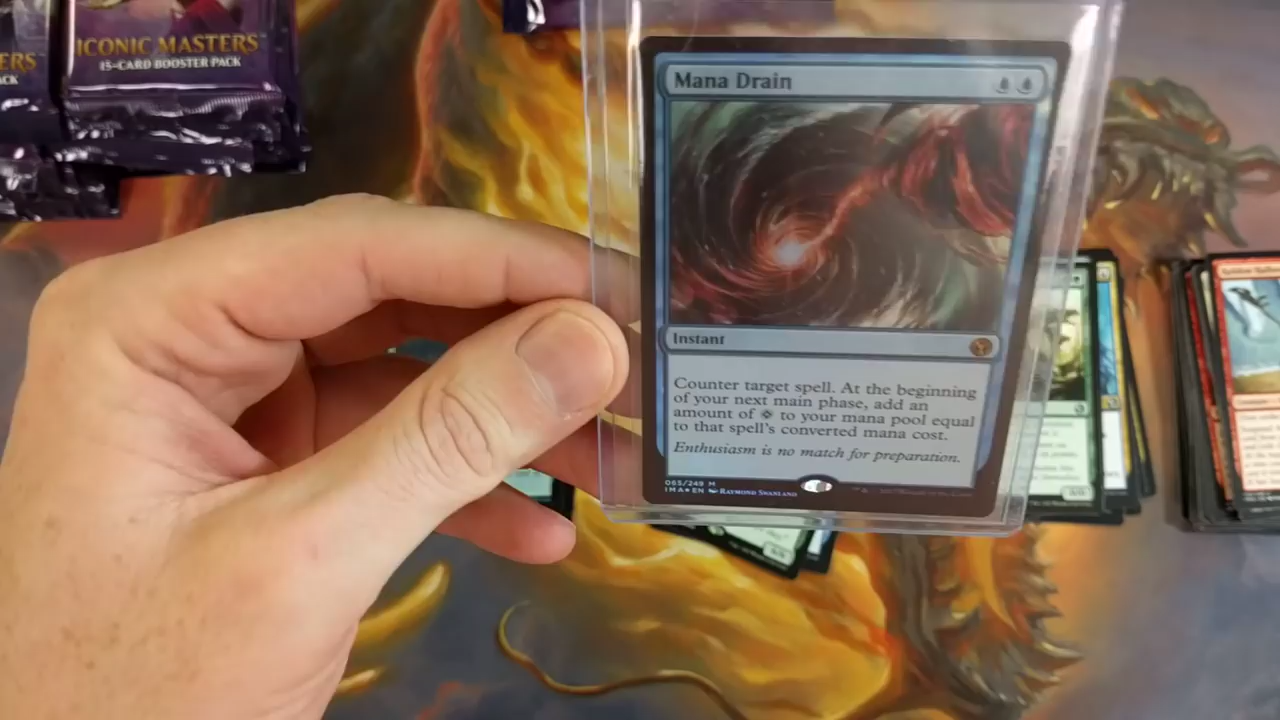 ICONIC MASTERS
15-CARD BOOSTER PACK
ERS
ACK
Mana Drain
Instant
Counter target spell. At the beginning
of your next main phase, add an
amount of to your mana pool equal
to that spell's converted mana cost.
Enthusiasm is no match for preparation.
065/249 M
IMA EN RAYMOND SWANLAND